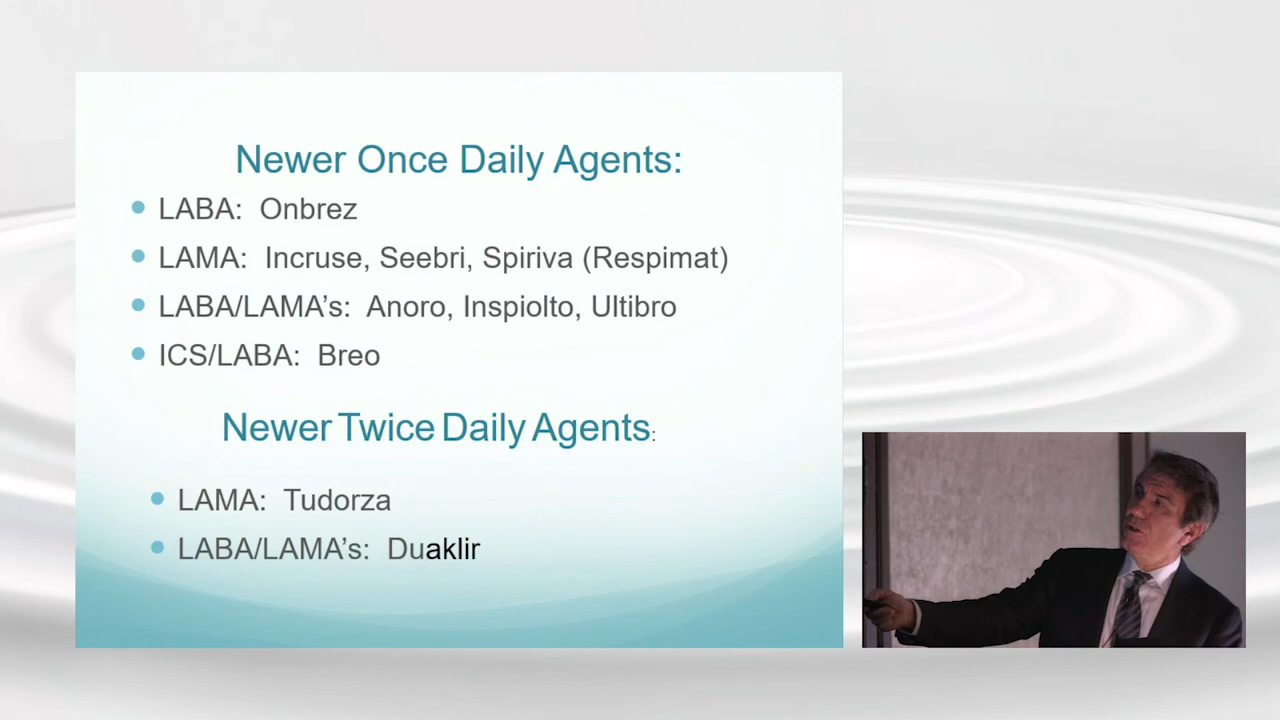 Newer Once Daily Agents:
LABA: Onbrez
LAMA: Incruse, Seebri, Spiriva (Respimat)
LABA/LAMA’s: Anoro, Inspiolto, Ultibro
ICS/LABA: Breo
Newer Twice Daily Agents:
LAMA: Tudorza
LABA/LAMA’s: Duaklir